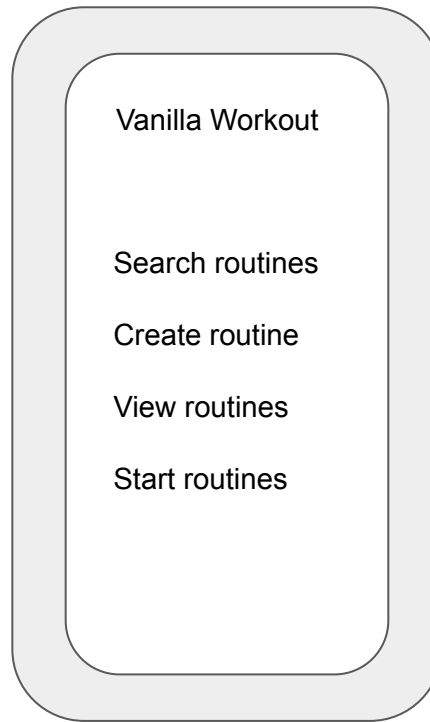 Vanilla Workout
Search routines
Create routine
View routines
Start routines